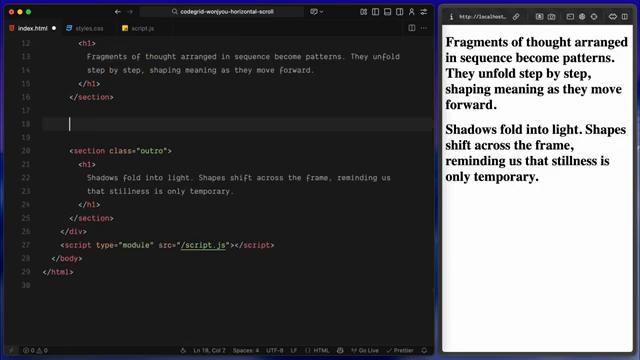 codegrid-wonjyou-horizontal-scroll
index.html
styles.css
script.js
http://localhost
12 <h1>
13 Fragments of thought arranged in sequence become patterns. They unfold
14 step by step, shaping meaning as they move forward.
15 </h1>
16 </section>
17
18
19
20 <section class="outro">
21 <h1>
22 Shadows fold into light. Shapes shift across the frame, reminding us
23 that stillness is only temporary.
24 </h1>
25 </section>
26 </div>
27 <script type="module" src="/script.js"></script>
28 </body>
29 </html>
30
Fragments of thought arranged
in sequence become patterns.
They unfold step by step,
shaping meaning as they move
forward.
Shadows fold into light. Shapes
shift across the frame,
reminding us that stillness is
only temporary.
0 0
Ln 18, Col 7
Spaces: 4
UTF-8
LF
HTML
Go Live
Prettier